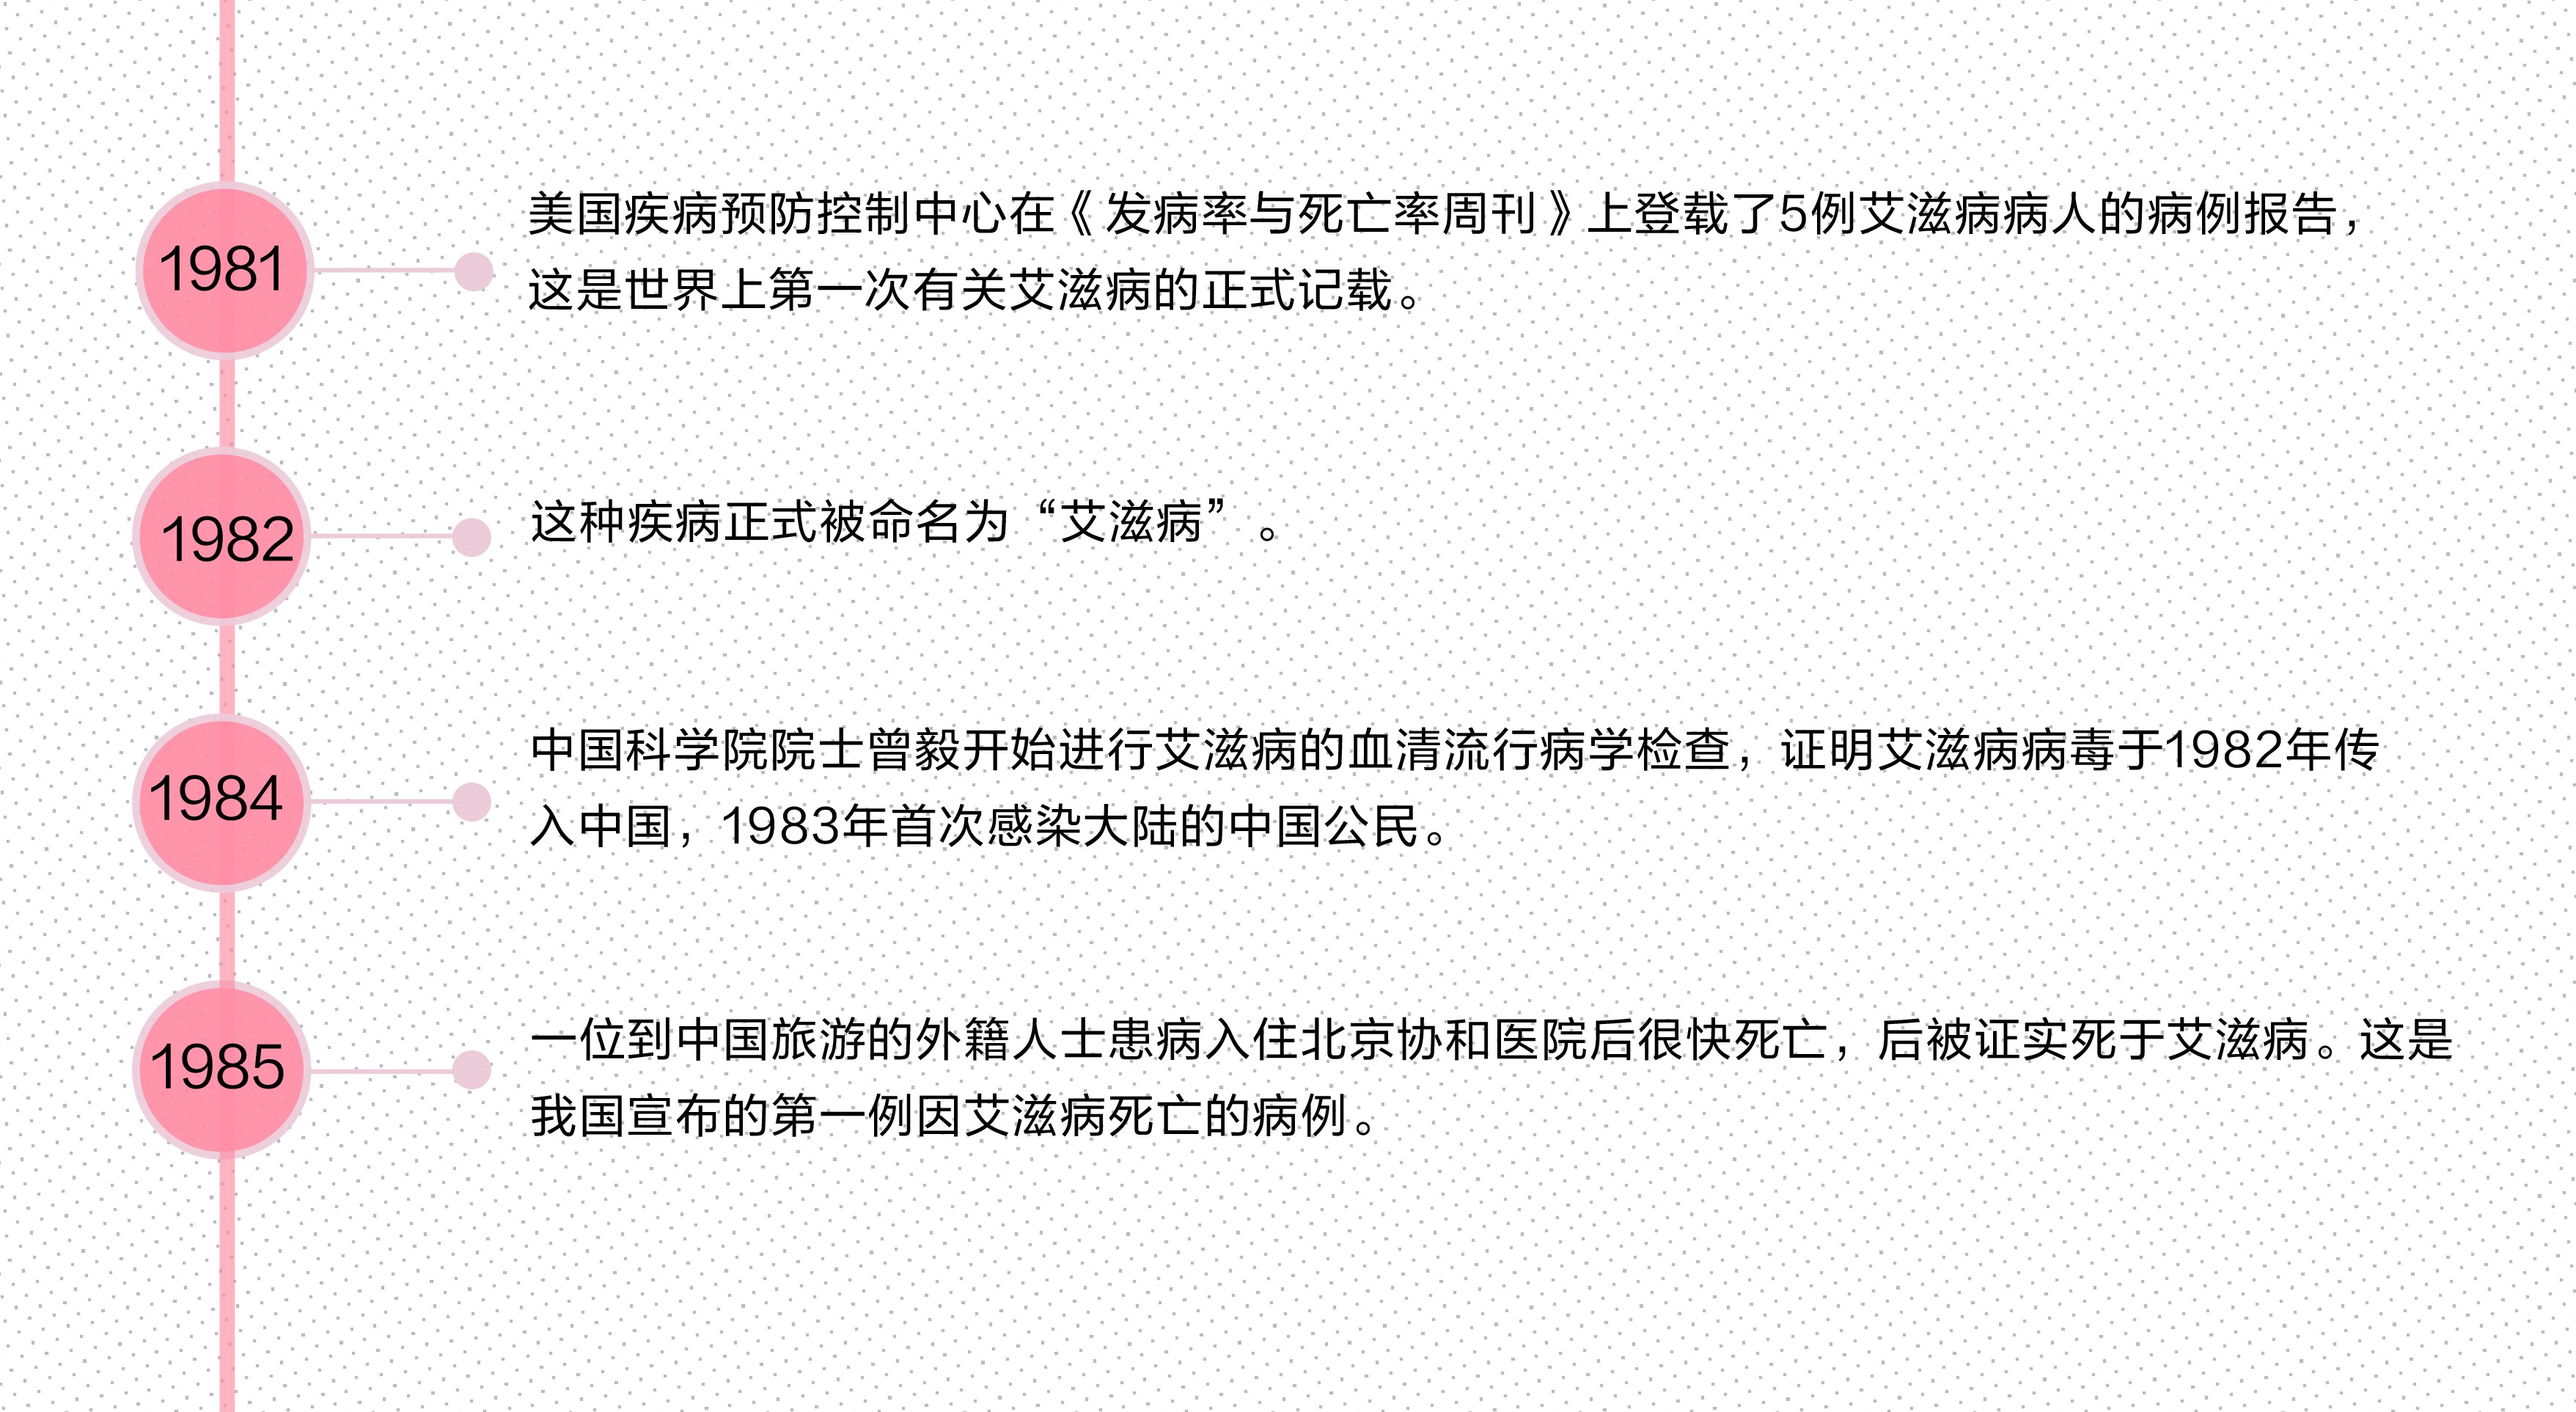 1981
美国疾病预防控制中心在《发病率与死亡率周刊》上登载了5例艾滋病病人的病例报告，
这是世界上第一次有关艾滋病的正式记载。
1982
这种疾病正式被命名为“艾滋病”。
1984
中国科学院院士曾毅开始进行艾滋病的血清流行病学检查，证明艾滋病病毒于1982年传
入中国，1983年首次感染大陆的中国公民。
1985
一位到中国旅游的外籍人士患病入住北京协和医院后很快死亡，后被证实死于艾滋病。这是
我国宣布的第一例因艾滋病死亡的病例。